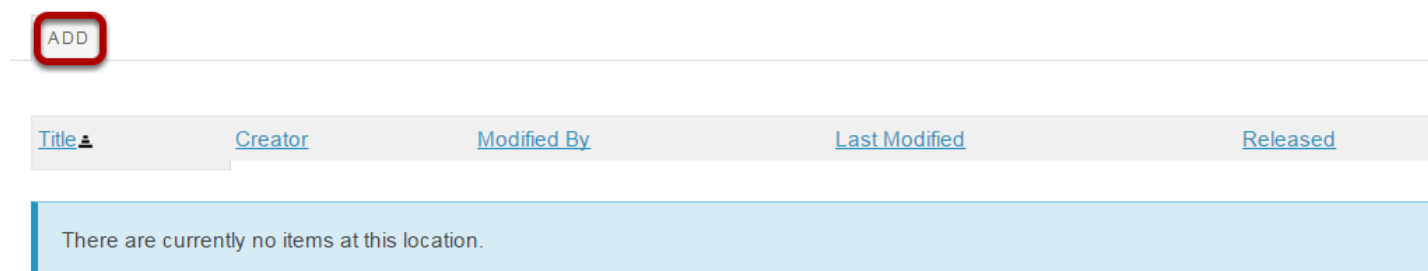 ADD
Title Creator Modified By Last Modified Released
There are currently no items at this location.